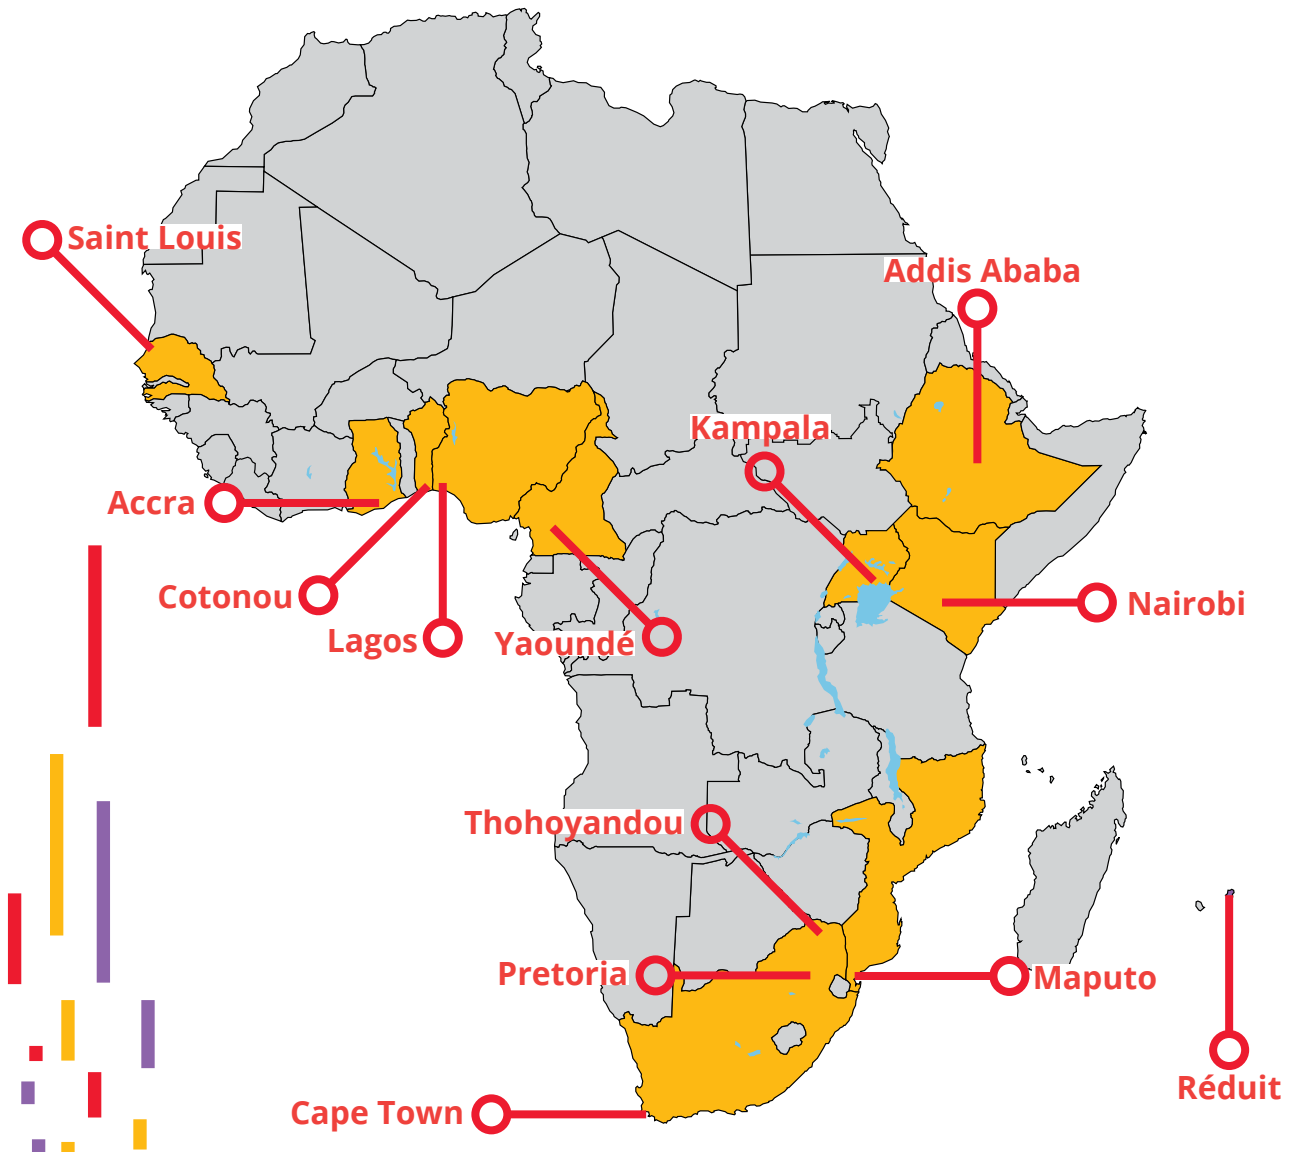 Saint Louis
Addis Ababa
Kampala
Accra
Cotonou
Nairobi
Lagos
Yaoundé
Thohoyandou
Pretoria
Maputo
Réduit
Cape Town